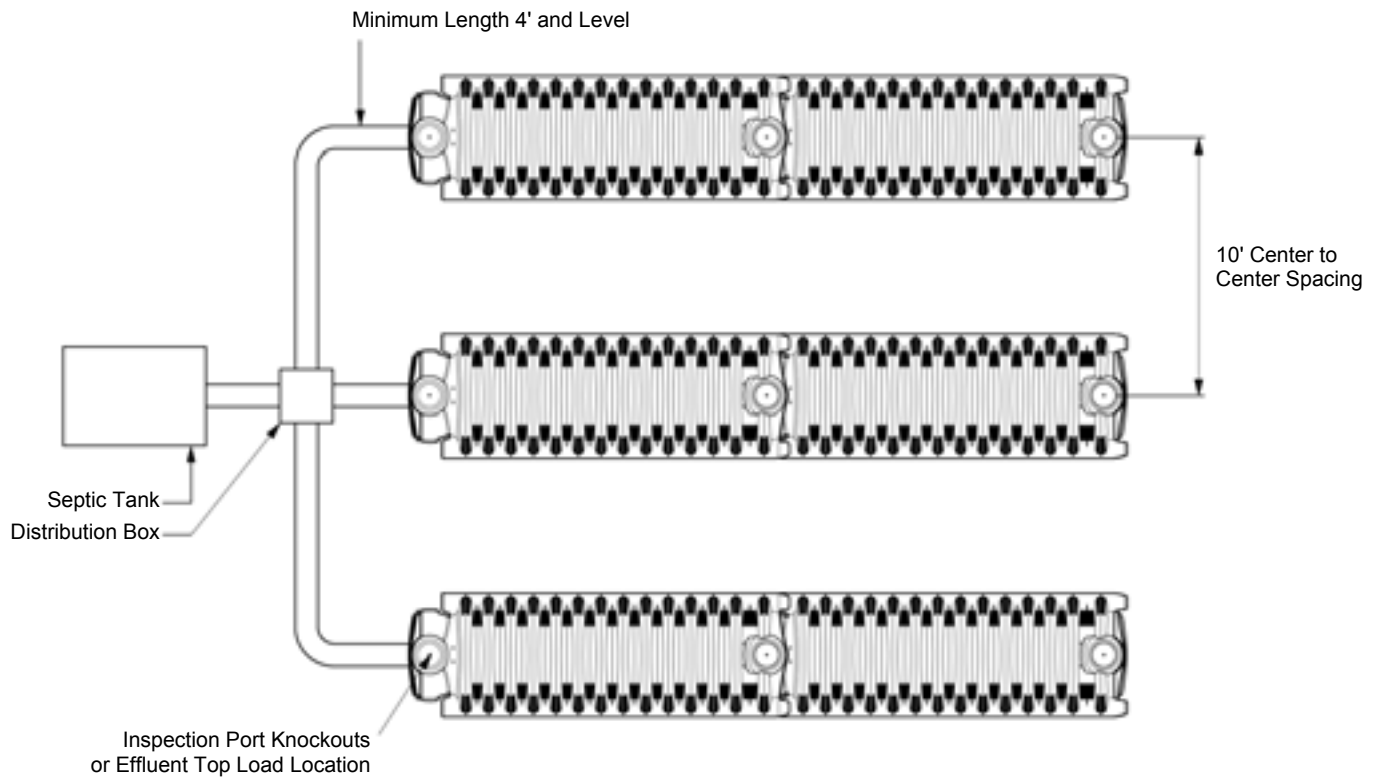 Minimum Length 4' and Level
10' Center to
Center Spacing
Septic Tank
Distribution Box
Inspection Port Knockouts
or Effluent Top Load Location